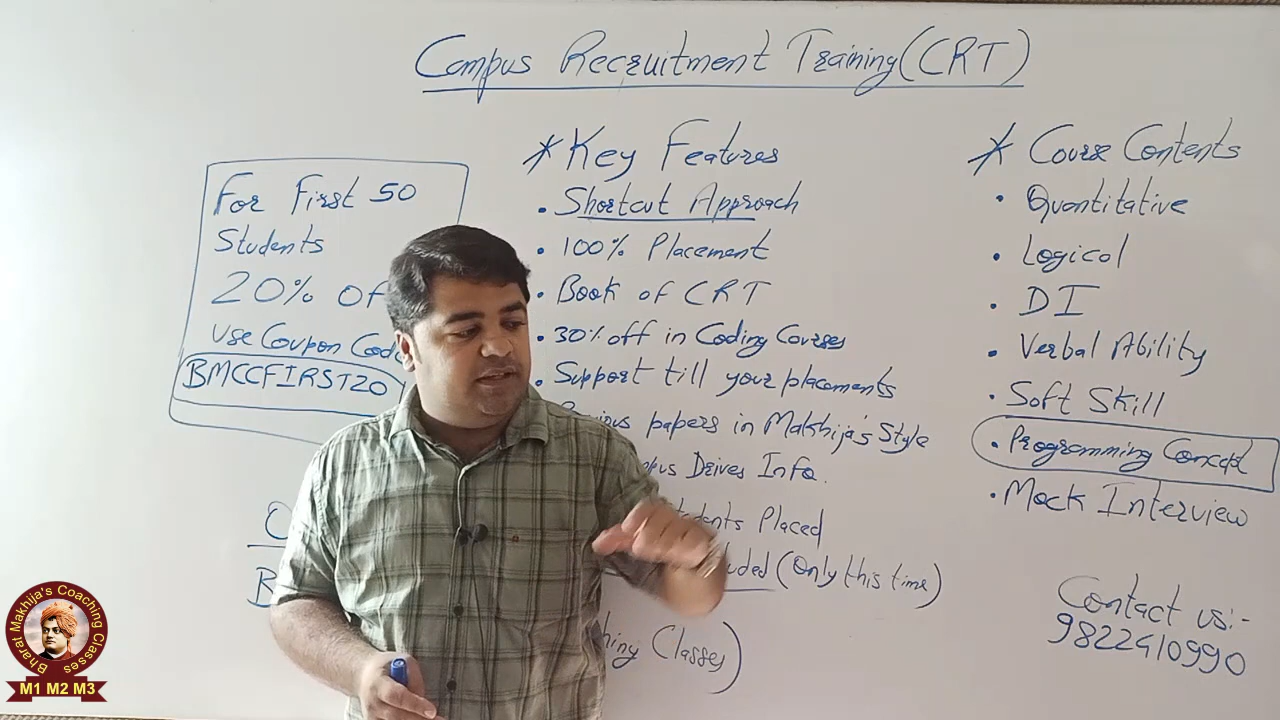 Campus Recruitment Training (CRT)
For First 50
Students
20% of
Use Coupon Code
BMCCFIRST20
* Key Features
• Shortcut Approach
• 100% Placement
• Book of CRT
• 30% off in Coding Courses
• Support till your placements
papers in Makhija's Style
Drives Info.
Placed
(Only this time)
Classes)
* Course Contents
• Quantitative
• Logical
• DI
• Verbal Ability
• Soft Skill
• Programming Concept
• Mock Interview
Contact us:-
9822410990
Bharat Makhija's Coaching Classes
M1 M2 M3